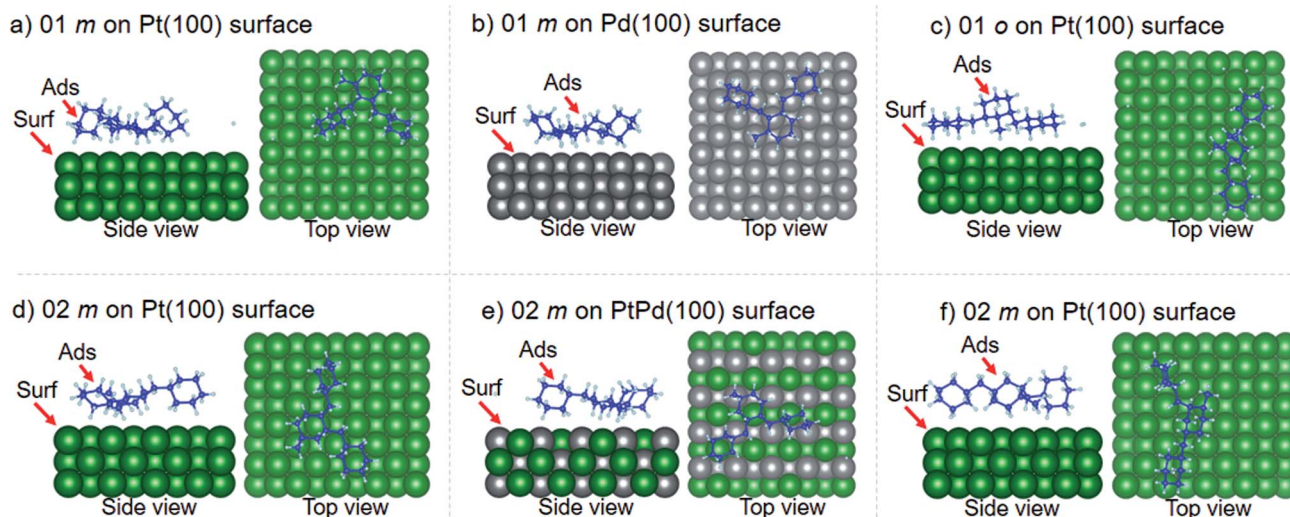 a) 01 m on Pt(100) surface
Ads
Surf
Side view
Top view
b) 01 m on Pd(100) surface
Ads
Surf
Side view
Top view
c) 01 o on Pt(100) surface
Ads
Surf
Side view
Top view
d) 02 m on Pt(100) surface
Ads
Surf
Side view
Top view
e) 02 m on PtPd(100) surface
Ads
Surf
Side view
Top view
f) 02 m on Pt(100) surface
Ads
Surf
Side view
Top view